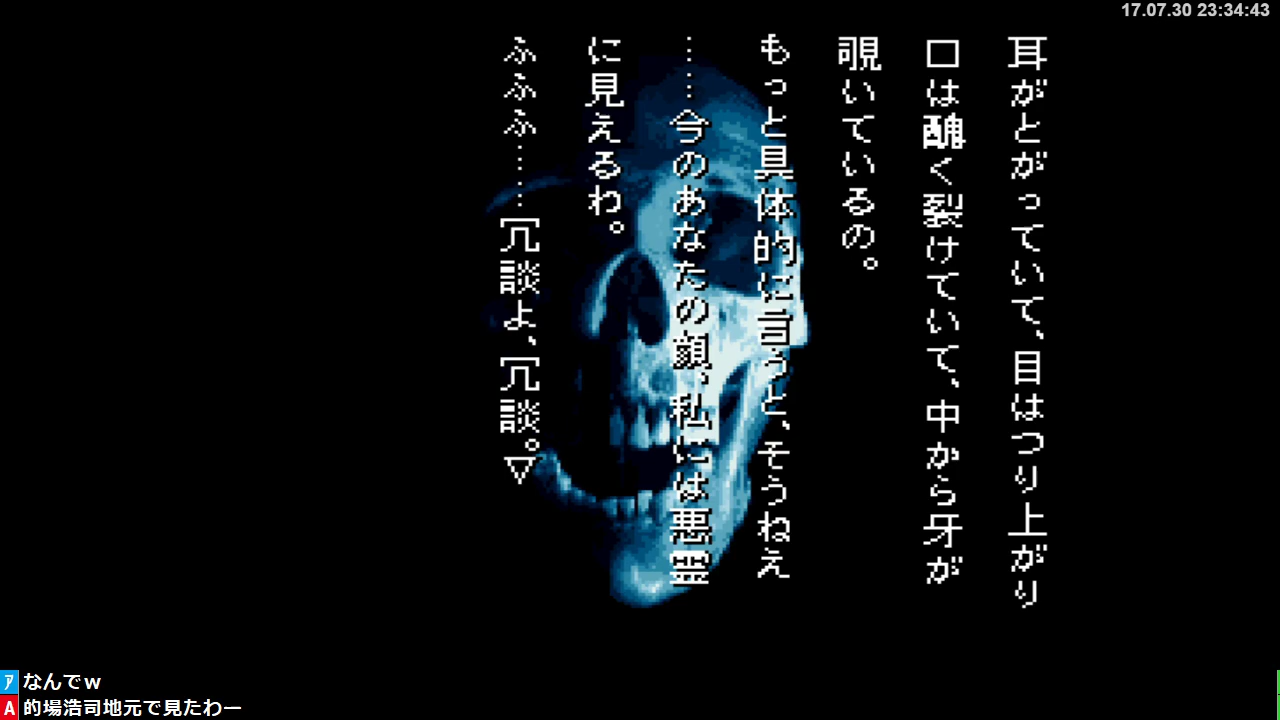 17.07.30 23:34:43
耳がとがっていて、目はつり上がり
口は醜く裂けていて、中から牙が
覗いているの。
もっと具体的に言うと、そうねえ
……今のあなたの顔、私には悪霊
に見えるわ。
ふふふ……冗談よ、冗談。▽
ア なんでｗ
A 的場浩司地元で見たわー